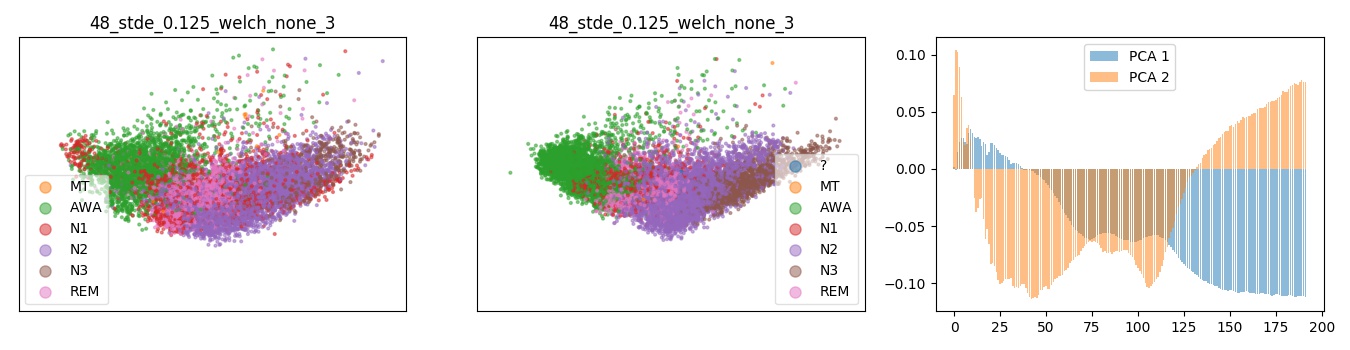 48_stde_0.125_welch_none_3
MT
AWA
N1
N2
N3
REM
48_stde_0.125_welch_none_3
?
MT
AWA
N1
N2
N3
REM
PCA 1
PCA 2
0.10
0.05
0.00
−0.05
−0.10
0 25 50 75 100 125 150 175 200